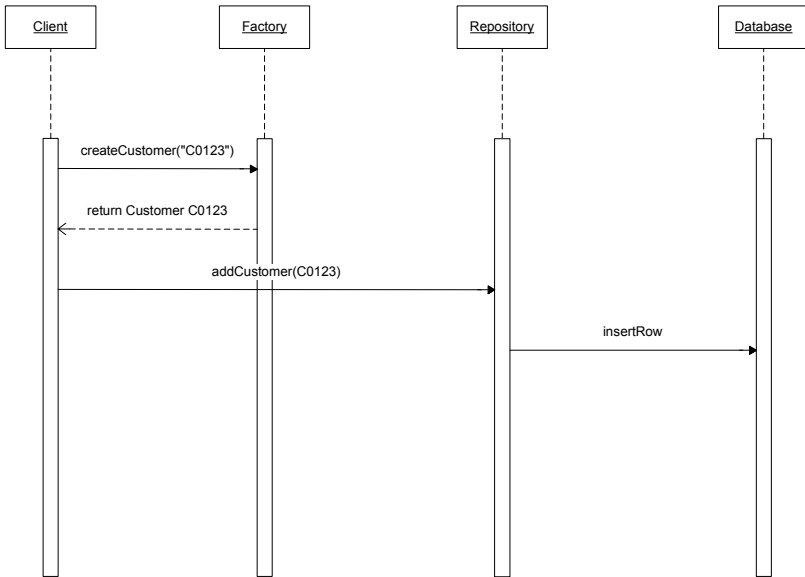 Client
Factory
Repository
Database
createCustomer("C0123")
return Customer C0123
addCustomer(C0123)
insertRow